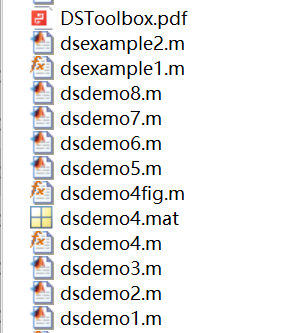 DSToolbox.pdf
dsexample2.m
dsexample1.m
dsdemo8.m
dsdemo7.m
dsdemo6.m
dsdemo5.m
dsdemo4fig.m
dsdemo4.mat
dsdemo4.m
dsdemo3.m
dsdemo2.m
dsdemo1.m